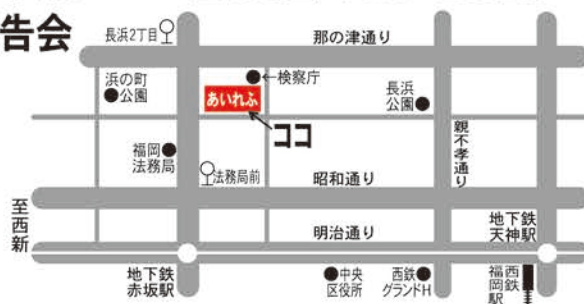 告会
長浜2丁目
那の津通り
浜の町
公園
←検察庁
あいれふ
長浜
公園
ココ
福岡
法務局
法務局前
昭和通り
親不孝通り
至西新
明治通り
地下鉄
天神駅
地下鉄
赤坂駅
中央
区役所
西鉄
グランドH
西鉄
福岡駅